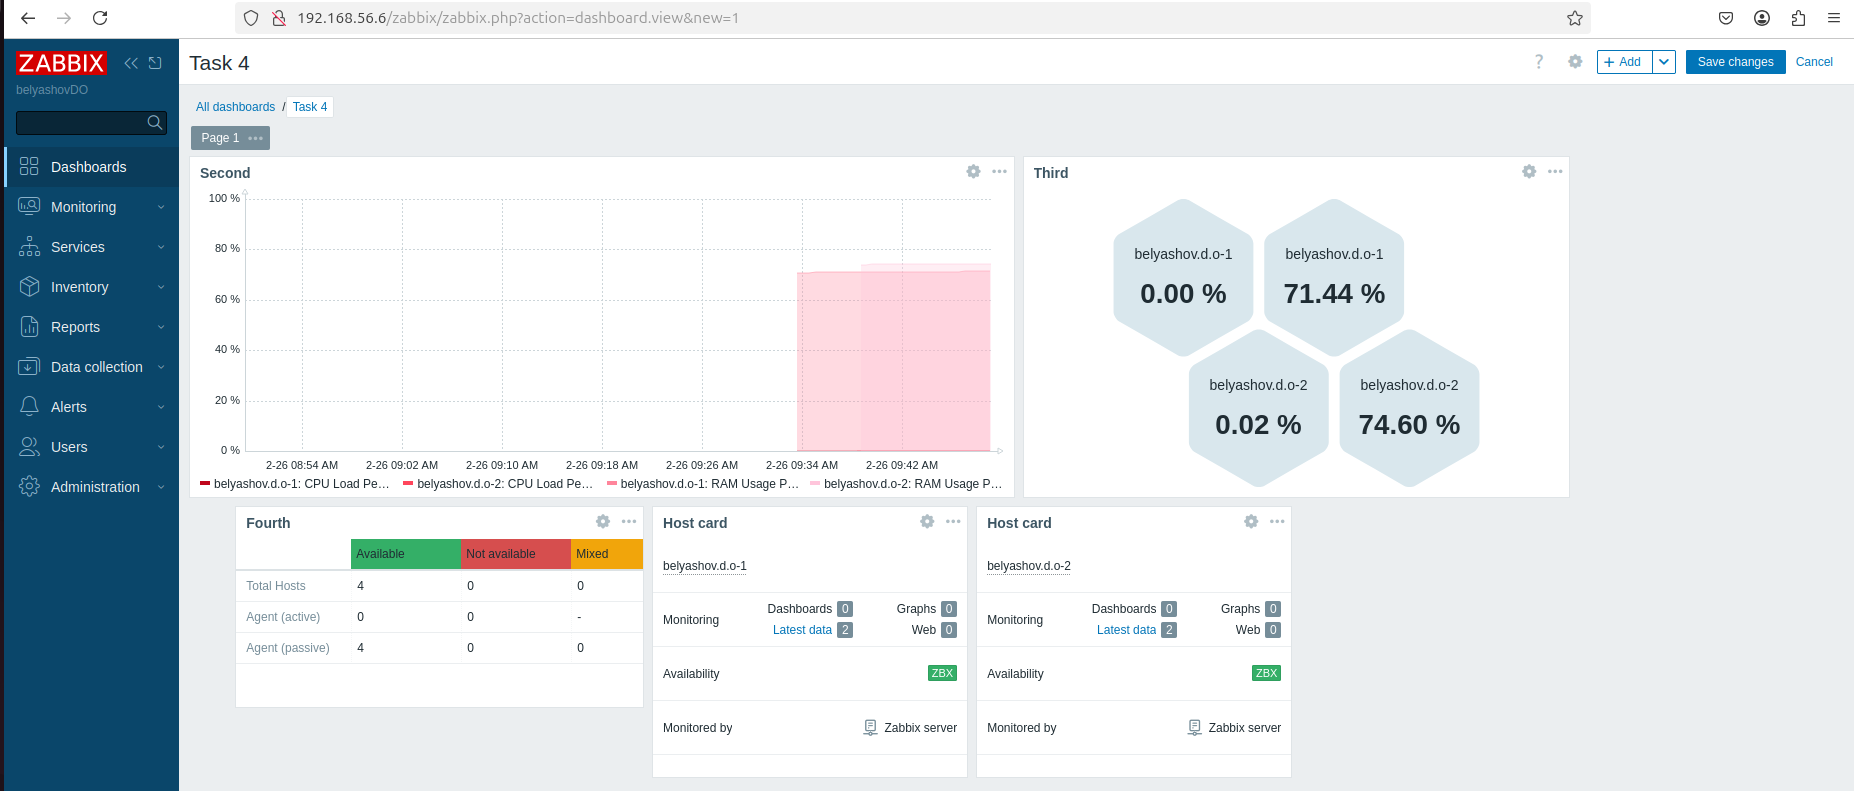 192.168.56.6/zabbix/zabbix.php?action=dashboard.view&new=1
ZABBIX
belyashovDO
Dashboards
Monitoring
Services
Inventory
Reports
Data collection
Alerts
Users
Administration
Task 4
? + Add Save changes Cancel
All dashboards / Task 4
Page 1
Second
100 %
80 %
60 %
40 %
20 %
0 %
2-26 08:54 AM 2-26 09:02 AM 2-26 09:10 AM 2-26 09:18 AM 2-26 09:26 AM 2-26 09:34 AM 2-26 09:42 AM
belyashov.d.o-1: CPU Load Pe... belyashov.d.o-2: CPU Load Pe... belyashov.d.o-1: RAM Usage P... belyashov.d.o-2: RAM Usage P...
Third
belyashov.d.o-1
0.00 %
belyashov.d.o-1
71.44 %
belyashov.d.o-2
0.02 %
belyashov.d.o-2
74.60 %
Fourth
Available Not available Mixed
Total Hosts 4 0 0
Agent (active) 0 0 -
Agent (passive) 4 0 0
Host card
belyashov.d.o-1
Monitoring
Dashboards 0 Graphs 0
Latest data 2 Web 0
Availability ZBX
Monitored by Zabbix server
Host card
belyashov.d.o-2
Monitoring
Dashboards 0 Graphs 0
Latest data 2 Web 0
Availability ZBX
Monitored by Zabbix server